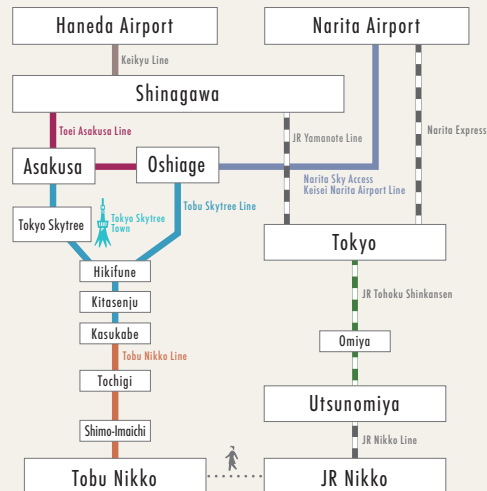 Haneda Airport
Narita Airport
Keikyu Line
Shinagawa
Toei Asakusa Line
JR Yamanote Line
Narita Express
Asakusa
Oshiage
Narita Sky Access
Keisei Narita Airport Line
Tobu Skytree Line
Tokyo Skytree
Tokyo Skytree
Town
Tokyo
Hikifune
Kitasenju
JR Tohoku Shinkansen
Kasukabe
Omiya
Tobu Nikko Line
Tochigi
Utsunomiya
Shimo-Imaichi
JR Nikko Line
Tobu Nikko
JR Nikko